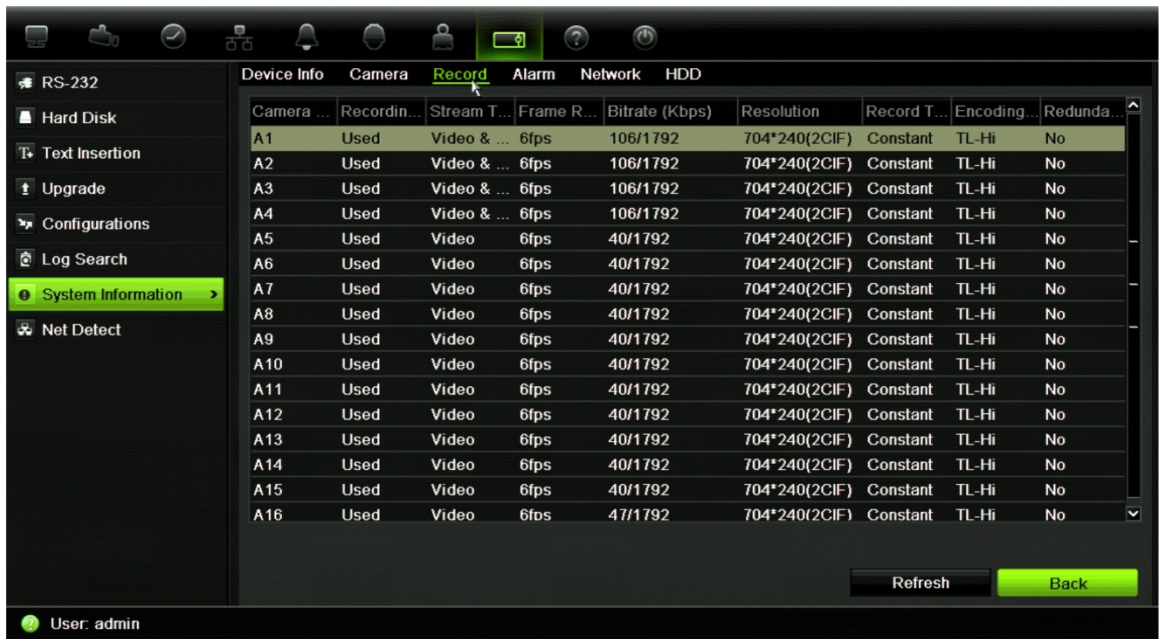 Device Info Camera Record Alarm Network HDD
RS-232
Hard Disk
Text Insertion
Upgrade
Configurations
Log Search
System Information >
Net Detect
Camera ... Recordin... Stream T... Frame R... Bitrate (Kbps) Resolution Record T... Encoding... Redunda...
A1 Used Video & ... 6fps 106/1792 704*240(2CIF) Constant TL-Hi No
A2 Used Video & ... 6fps 106/1792 704*240(2CIF) Constant TL-Hi No
A3 Used Video & ... 6fps 106/1792 704*240(2CIF) Constant TL-Hi No
A4 Used Video & ... 6fps 106/1792 704*240(2CIF) Constant TL-Hi No
A5 Used Video 6fps 40/1792 704*240(2CIF) Constant TL-Hi No
A6 Used Video 6fps 40/1792 704*240(2CIF) Constant TL-Hi No
A7 Used Video 6fps 40/1792 704*240(2CIF) Constant TL-Hi No
A8 Used Video 6fps 40/1792 704*240(2CIF) Constant TL-Hi No
A9 Used Video 6fps 40/1792 704*240(2CIF) Constant TL-Hi No
A10 Used Video 6fps 40/1792 704*240(2CIF) Constant TL-Hi No
A11 Used Video 6fps 40/1792 704*240(2CIF) Constant TL-Hi No
A12 Used Video 6fps 40/1792 704*240(2CIF) Constant TL-Hi No
A13 Used Video 6fps 40/1792 704*240(2CIF) Constant TL-Hi No
A14 Used Video 6fps 40/1792 704*240(2CIF) Constant TL-Hi No
A15 Used Video 6fps 40/1792 704*240(2CIF) Constant TL-Hi No
A16 Used Video 6fps 47/1792 704*240(2CIF) Constant TL-Hi No
Refresh Back
User: admin